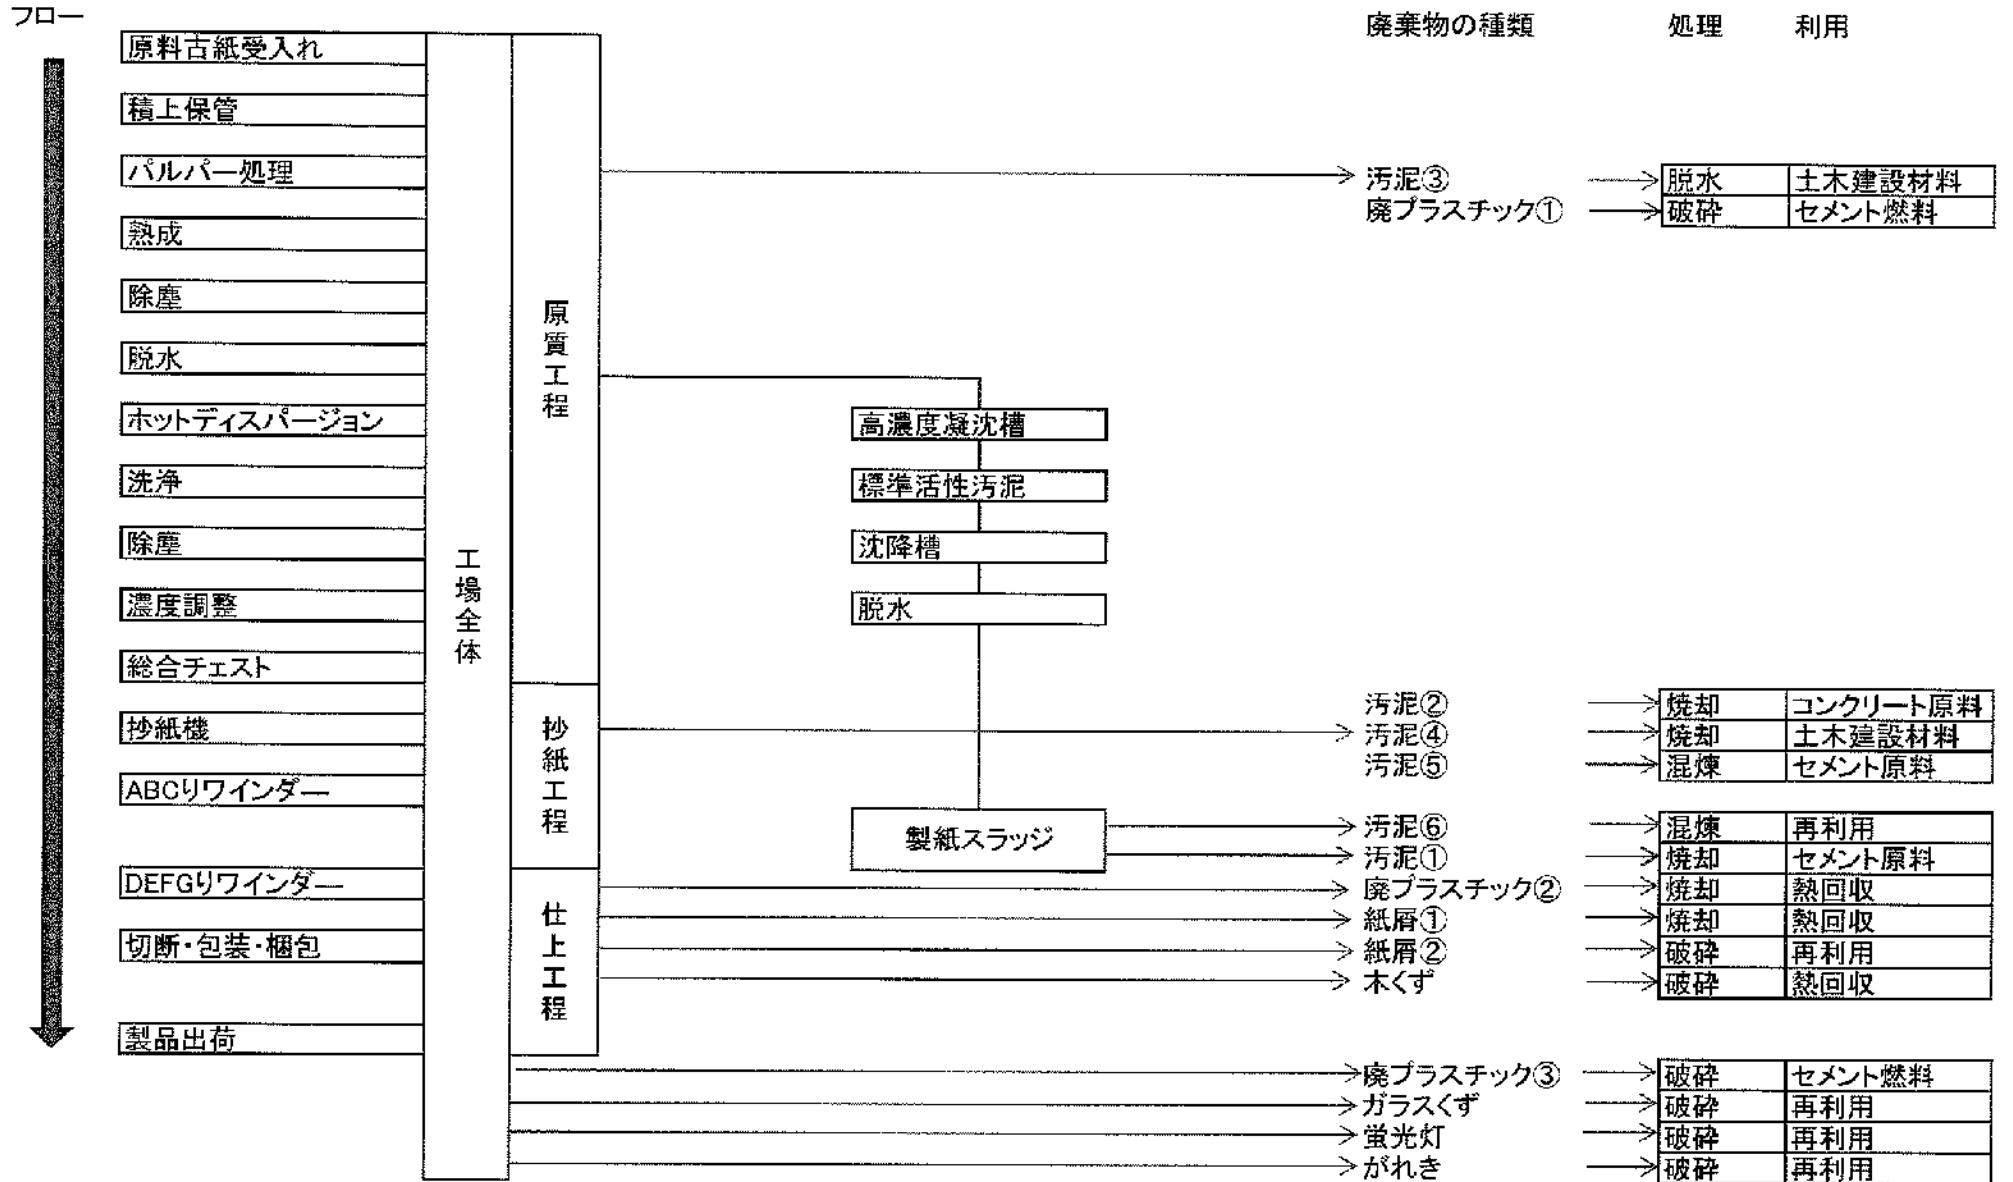 フロー
廃棄物の種類 処理 利用
原料古紙受入れ
積上保管
パルパー処理
熟成
除塵
脱水
ホットディスパージョン
洗浄
除塵
濃度調整
総合チェスト
抄紙機
ABCりワインダー
DEFGりワインダー
切断・包装・梱包
製品出荷
工場全体
原質工程
抄紙工程
仕上工程
高濃度凝沈槽
標準活性汚泥
沈降槽
脱水
製紙スラッジ
汚泥③ 脱水 土木建設材料
廃プラスチック① 破砕 セメント燃料
汚泥② 焼却 コンクリート原料
汚泥④ 焼却 土木建設材料
汚泥⑤ 混煉 セメント原料
汚泥⑥ 混煉 再利用
汚泥① 焼却 セメント原料
廃プラスチック② 焼却 熱回収
紙屑① 焼却 熱回収
紙屑② 破砕 再利用
木くず 破砕 熱回収
廃プラスチック③ 破砕 セメント燃料
ガラスくず 破砕 再利用
蛍光灯 破砕 再利用
がれき 破砕 再利用